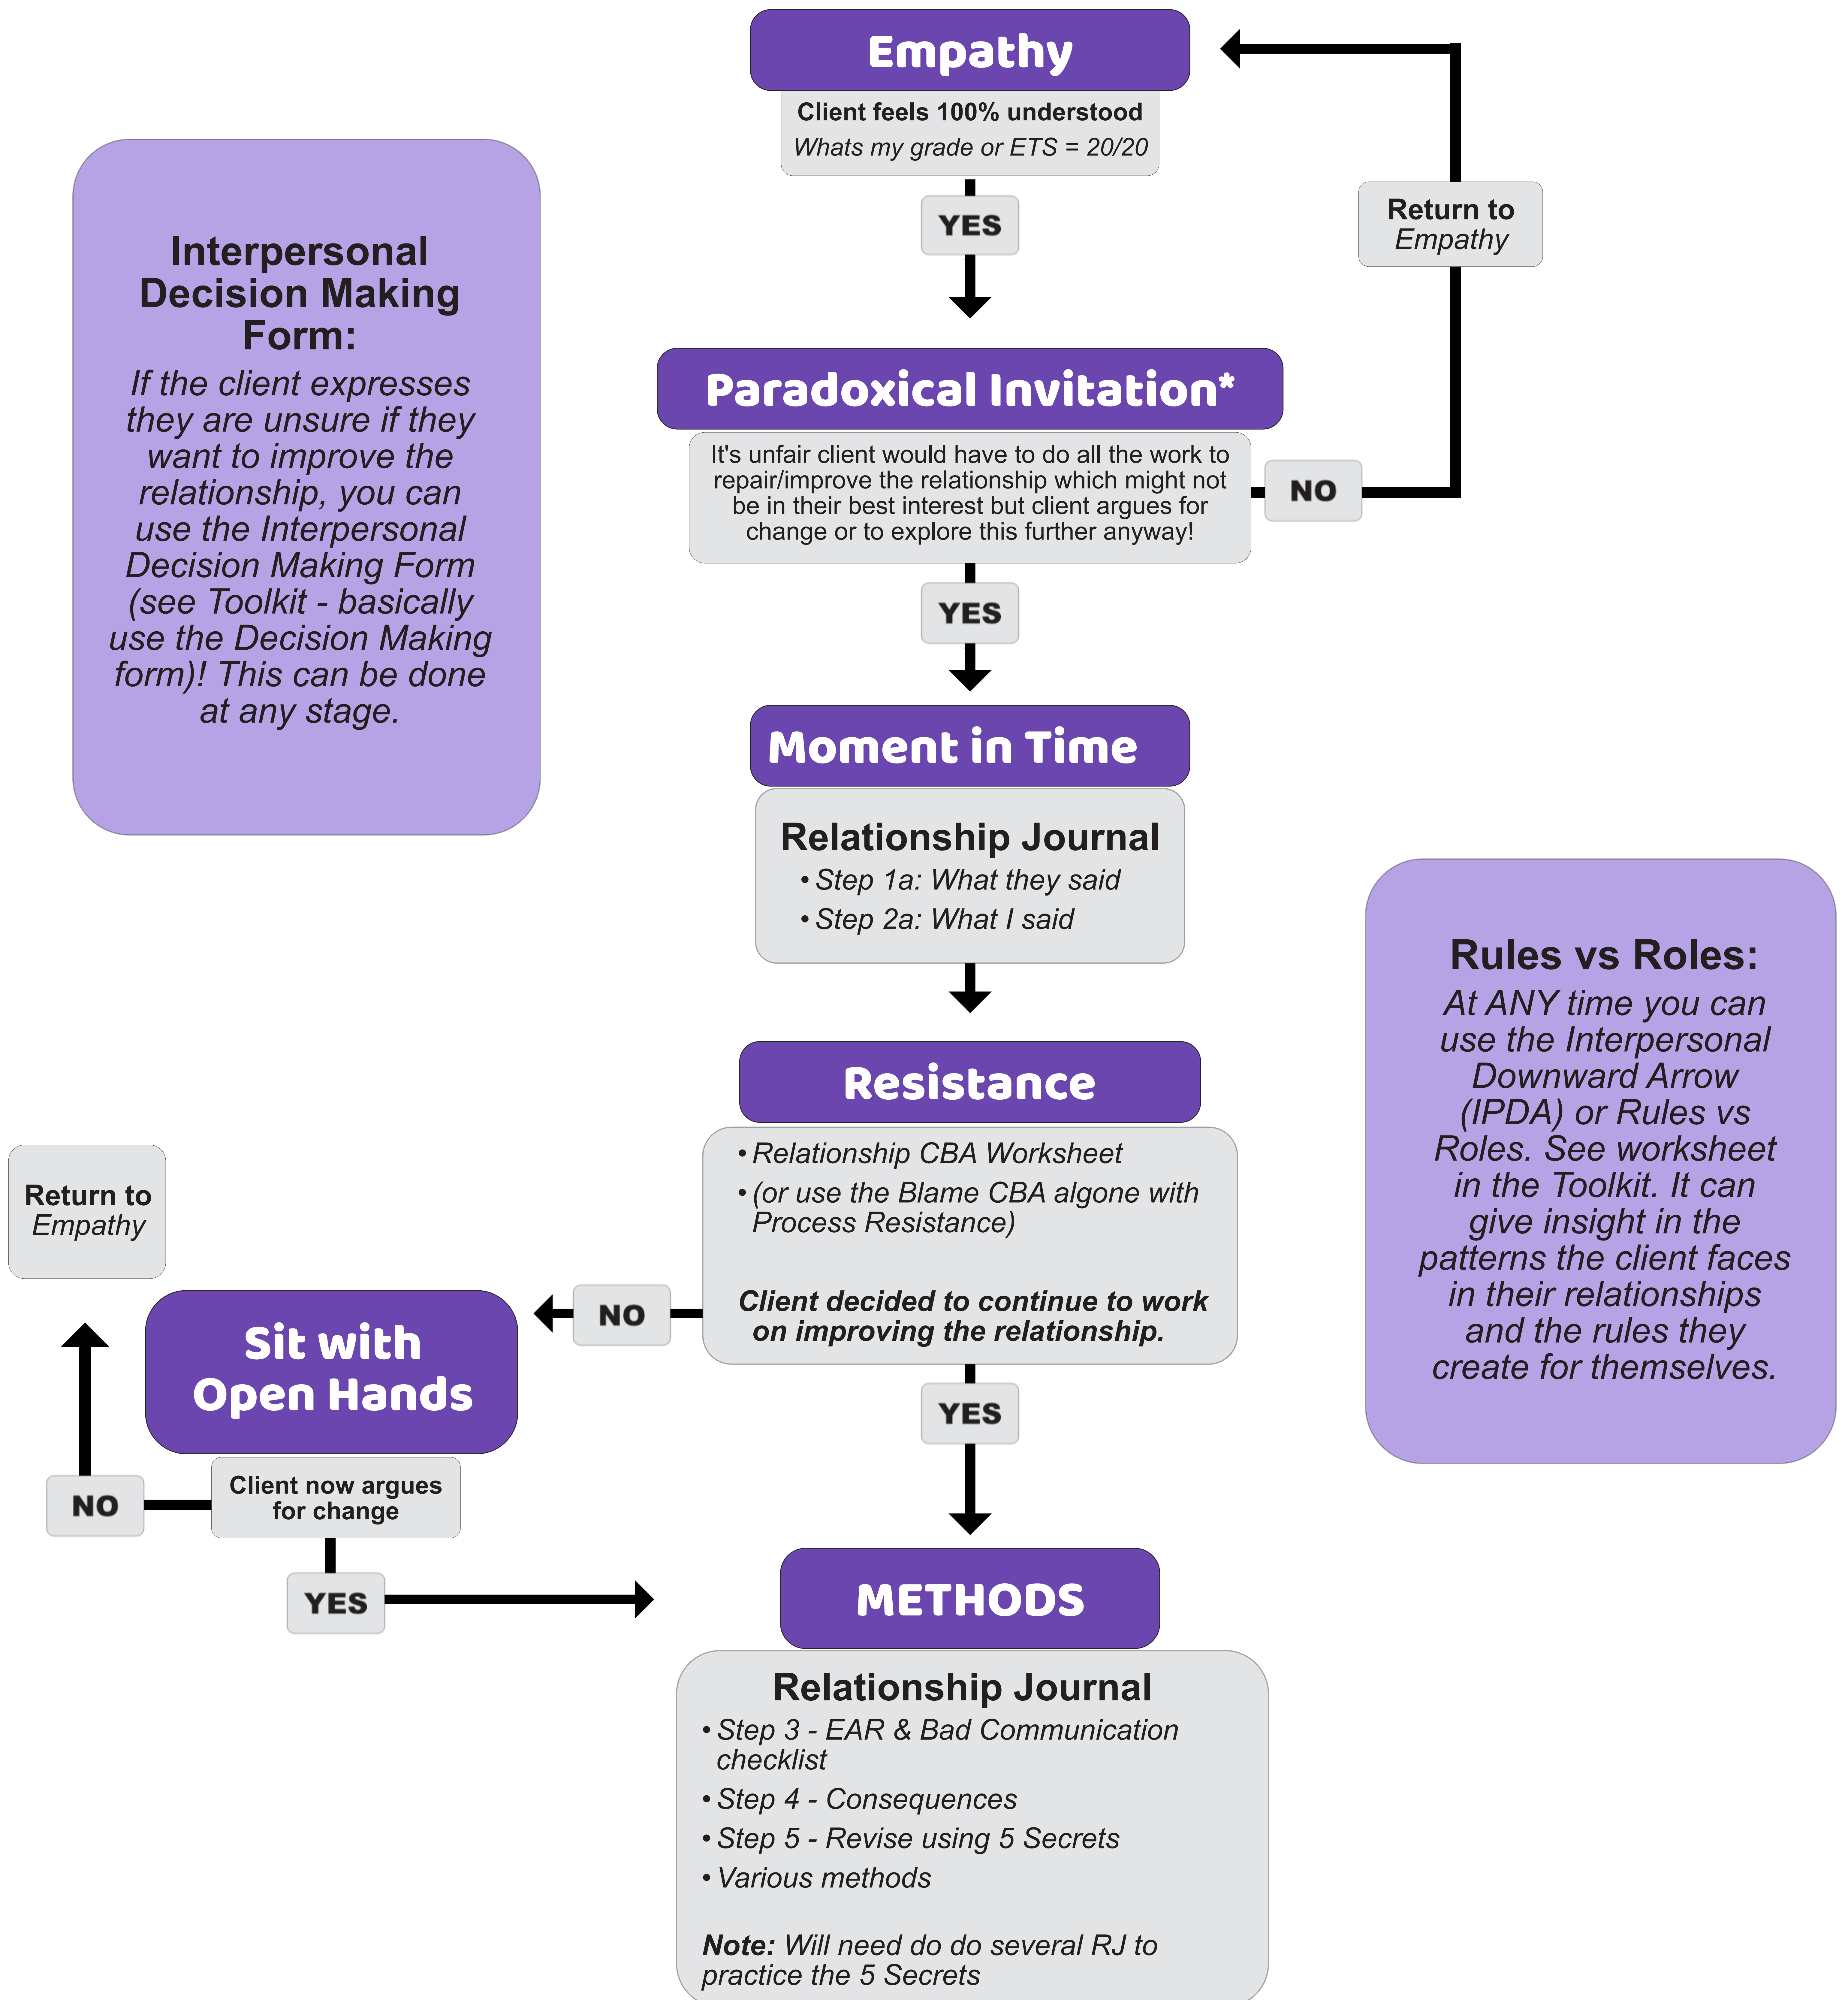 Empathy
Client feels 100% understood
Whats my grade or ETS = 20/20
YES
Return to
Empathy
Interpersonal
Decision Making
Form:
If the client expresses
they are unsure if they
want to improve the
relationship, you can
use the Interpersonal
Decision Making Form
(see Toolkit - basically
use the Decision Making
form)! This can be done
at any stage.
Paradoxical Invitation*
It's unfair client would have to do all the work to
repair/improve the relationship which might not
be in their best interest but client argues for
change or to explore this further anyway!
NO
YES
Moment in Time
Relationship Journal
• Step 1a: What they said
• Step 2a: What I said
Rules vs Roles:
At ANY time you can
use the Interpersonal
Downward Arrow
(IPDA) or Rules vs
Roles. See worksheet
in the Toolkit. It can
give insight in the
patterns the client faces
in their relationships
and the rules they
create for themselves.
Resistance
• Relationship CBA Worksheet
• (or use the Blame CBA algone with
Process Resistance)
Client decided to continue to work
on improving the relationship.
NO
YES
Return to
Empathy
Sit with
Open Hands
Client now argues
for change
NO
YES
METHODS
Relationship Journal
• Step 3 - EAR & Bad Communication
checklist
• Step 4 - Consequences
• Step 5 - Revise using 5 Secrets
• Various methods
Note: Will need do do several RJ to
practice the 5 Secrets